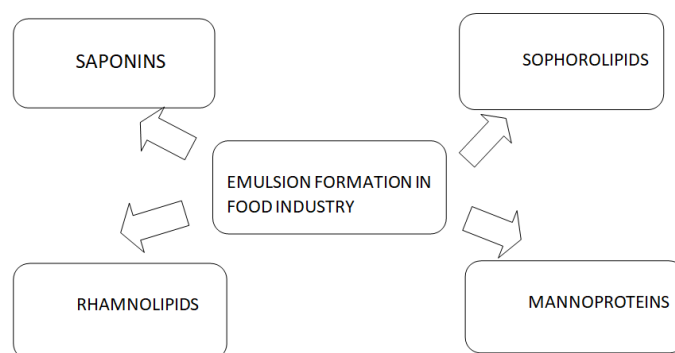 SAPONINS
SOPHOROLIPIDS
EMULSION FORMATION IN
FOOD INDUSTRY
RHAMNOLIPIDS
MANNOPROTEINS